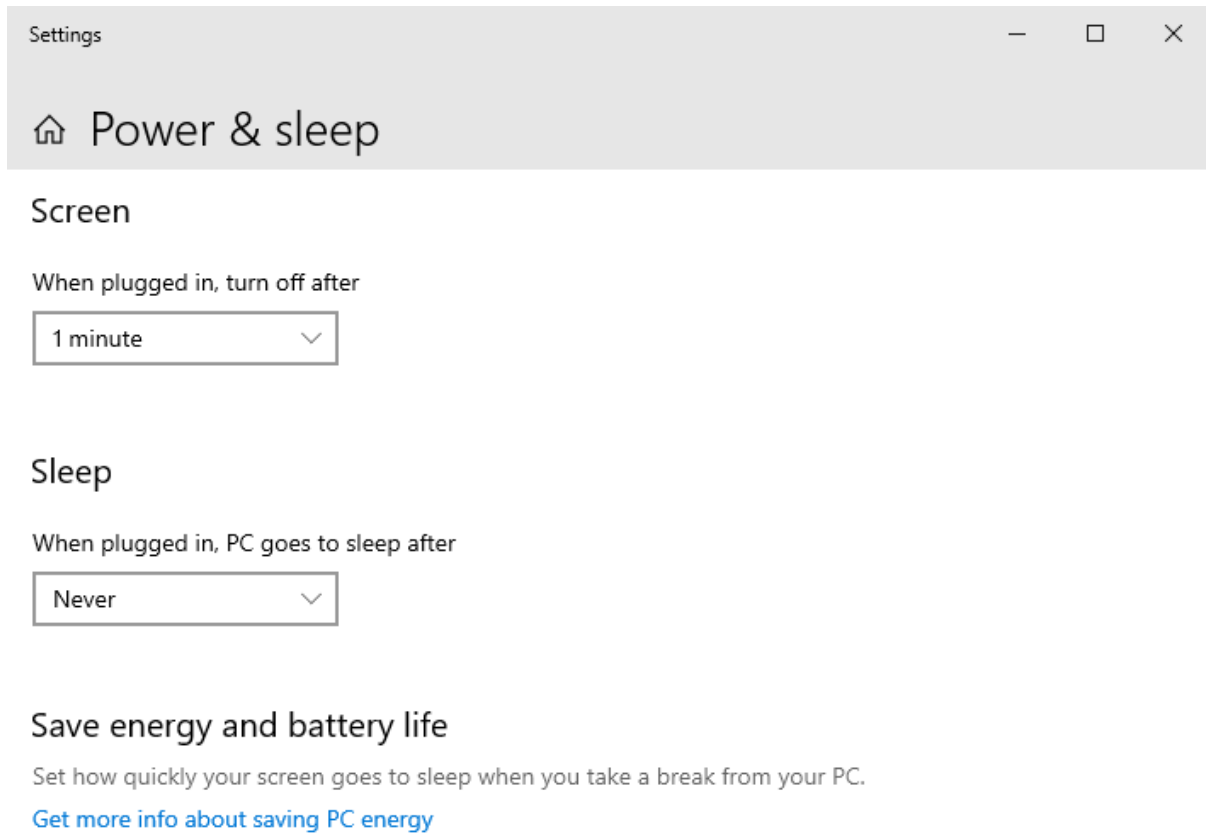 Settings
Power & sleep
Screen
When plugged in, turn off after
1 minute
Sleep
When plugged in, PC goes to sleep after
Never
Save energy and battery life
Set how quickly your screen goes to sleep when you take a break from your PC.
Get more info about saving PC energy